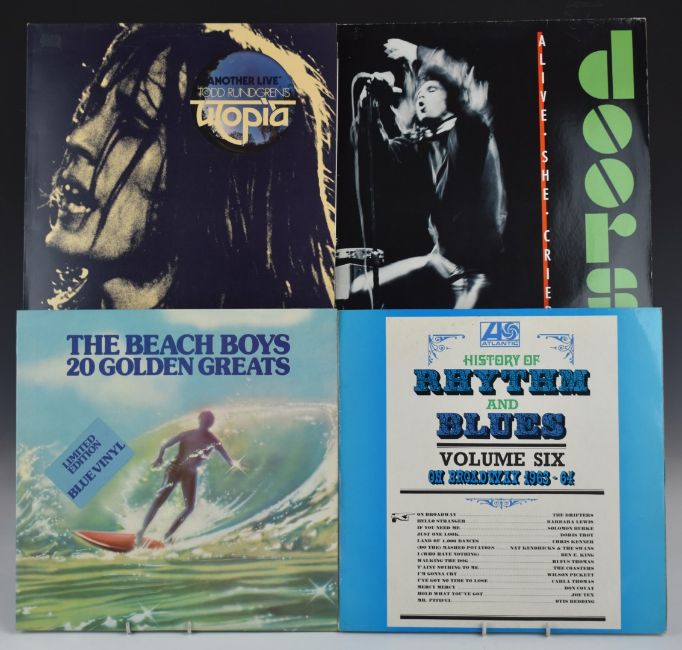 "ANOTHER LIVE"
TODD RUNDGREN'S
Utopia
ALIVE · SHE · CRIED
doors
THE BEACH BOYS
20 GOLDEN GREATS
LIMITED
EDITION
BLUE VINYL
ATLANTIC
HISTORY OF
RHYTHM
AND
BLUES
VOLUME SIX
ON BROADWAY 1963-64
ON BROADWAY THE DRIFTERS
HELLO STRANGER BARBARA LEWIS
IF YOU NEED ME SOLOMON BURKE
JUST ONE LOOK DORIS TROY
LAND OF 1,000 DANCES CHRIS KENNER
(DO THE) MASHED POTATOES NAT KENDRICKS & THE SWANS
I (WHO HAVE NOTHING) BEN E. KING
WALKING THE DOG RUFUS THOMAS
T'AINT NOTHING TO ME THE COASTERS
I'M GONNA CRY WILSON PICKETT
I'VE GOT NO TIME TO LOSE CARLA THOMAS
MERCY MERCY DON COVAY
HOLD WHAT YOU'VE GOT JOE TEX
MR. PITIFUL OTIS REDDING